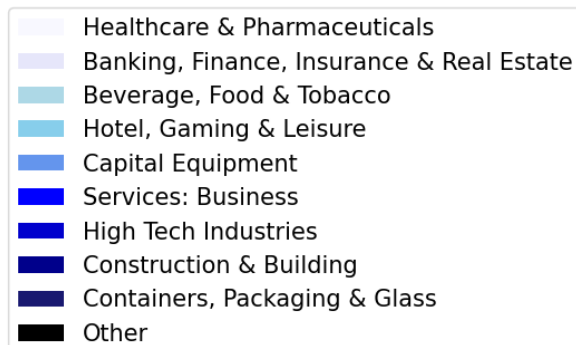 Healthcare & Pharmaceuticals
Banking, Finance, Insurance & Real Estate
Beverage, Food & Tobacco
Hotel, Gaming & Leisure
Capital Equipment
Services: Business
High Tech Industries
Construction & Building
Containers, Packaging & Glass
Other